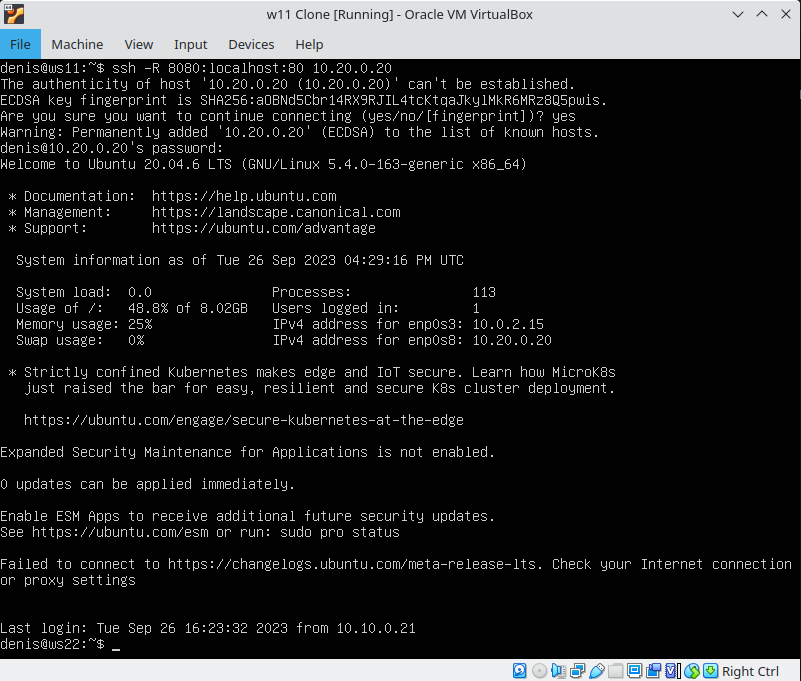 w11 Clone [Running] - Oracle VM VirtualBox
File Machine View Input Devices Help
denis@ws11:~$ ssh -R 8080:localhost:80 10.20.0.20
The authenticity of host '10.20.0.20 (10.20.0.20)' can't be established.
ECDSA key fingerprint is SHA256:aOBNd5Cbr14RX9RJIL4tcKtqaJkylMkR6MRz8Q5pwis.
Are you sure you want to continue connecting (yes/no/[fingerprint])? yes
Warning: Permanently added '10.20.0.20' (ECDSA) to the list of known hosts.
denis@10.20.0.20's password:
Welcome to Ubuntu 20.04.6 LTS (GNU/Linux 5.4.0-163-generic x86_64)
* Documentation: https://help.ubuntu.com
* Management: https://landscape.canonical.com
* Support: https://ubuntu.com/advantage
System information as of Tue 26 Sep 2023 04:29:16 PM UTC
System load: 0.0 Processes: 113
Usage of /: 48.8% of 8.02GB Users logged in: 1
Memory usage: 25% IPv4 address for enp0s3: 10.0.2.15
Swap usage: 0% IPv4 address for enp0s8: 10.20.0.20
* Strictly confined Kubernetes makes edge and IoT secure. Learn how MicroK8s
just raised the bar for easy, resilient and secure K8s cluster deployment.
https://ubuntu.com/engage/secure-kubernetes-at-the-edge
Expanded Security Maintenance for Applications is not enabled.
0 updates can be applied immediately.
Enable ESM Apps to receive additional future security updates.
See https://ubuntu.com/esm or run: sudo pro status
Failed to connect to https://changelogs.ubuntu.com/meta-release-lts. Check your Internet connection
or proxy settings
Last login: Tue Sep 26 16:23:32 2023 from 10.10.0.21
denis@ws22:~$ _
Right Ctrl